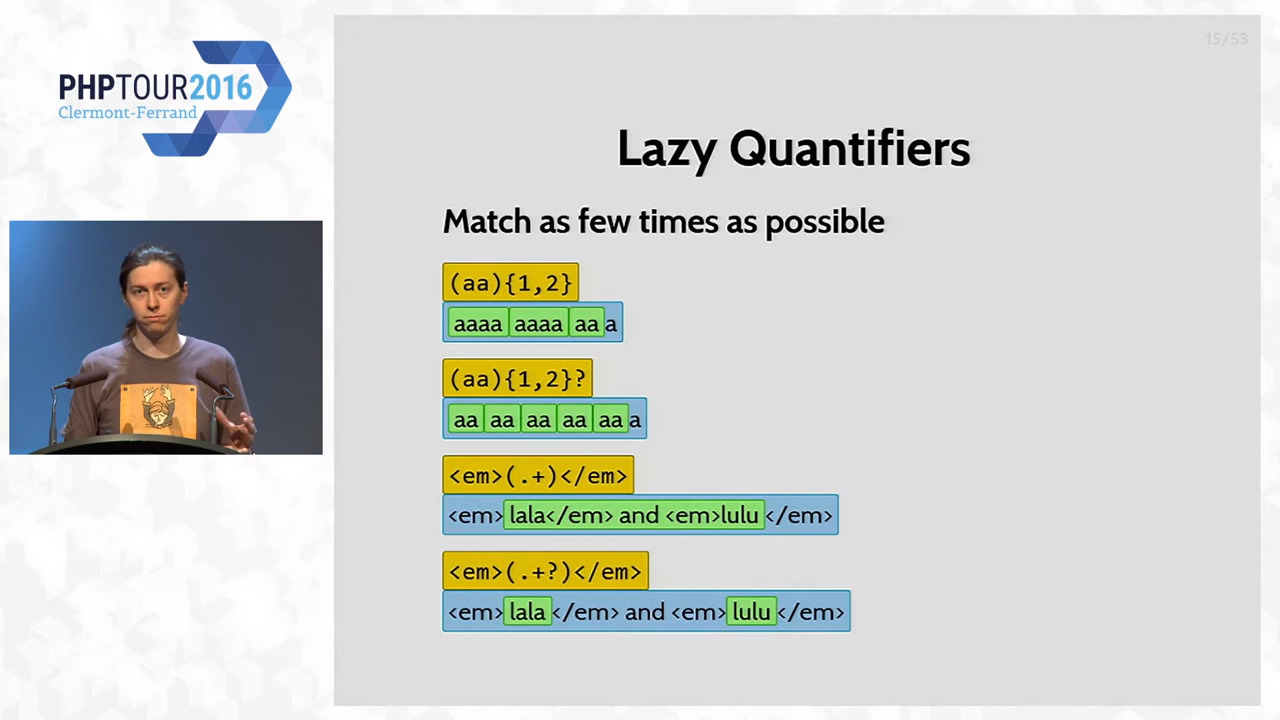 PHPTOUR2016
Clermont-Ferrand
15/53
Lazy Quantifiers
Match as few times as possible
(aa){1,2}
aaaa aaaa aa a
(aa){1,2}?
aa aa aa aa aa a
<em>(.+)</em>
<em>lala</em> and <em>lulu</em>
<em>(.+?)</em>
<em>lala</em> and <em>lulu</em>